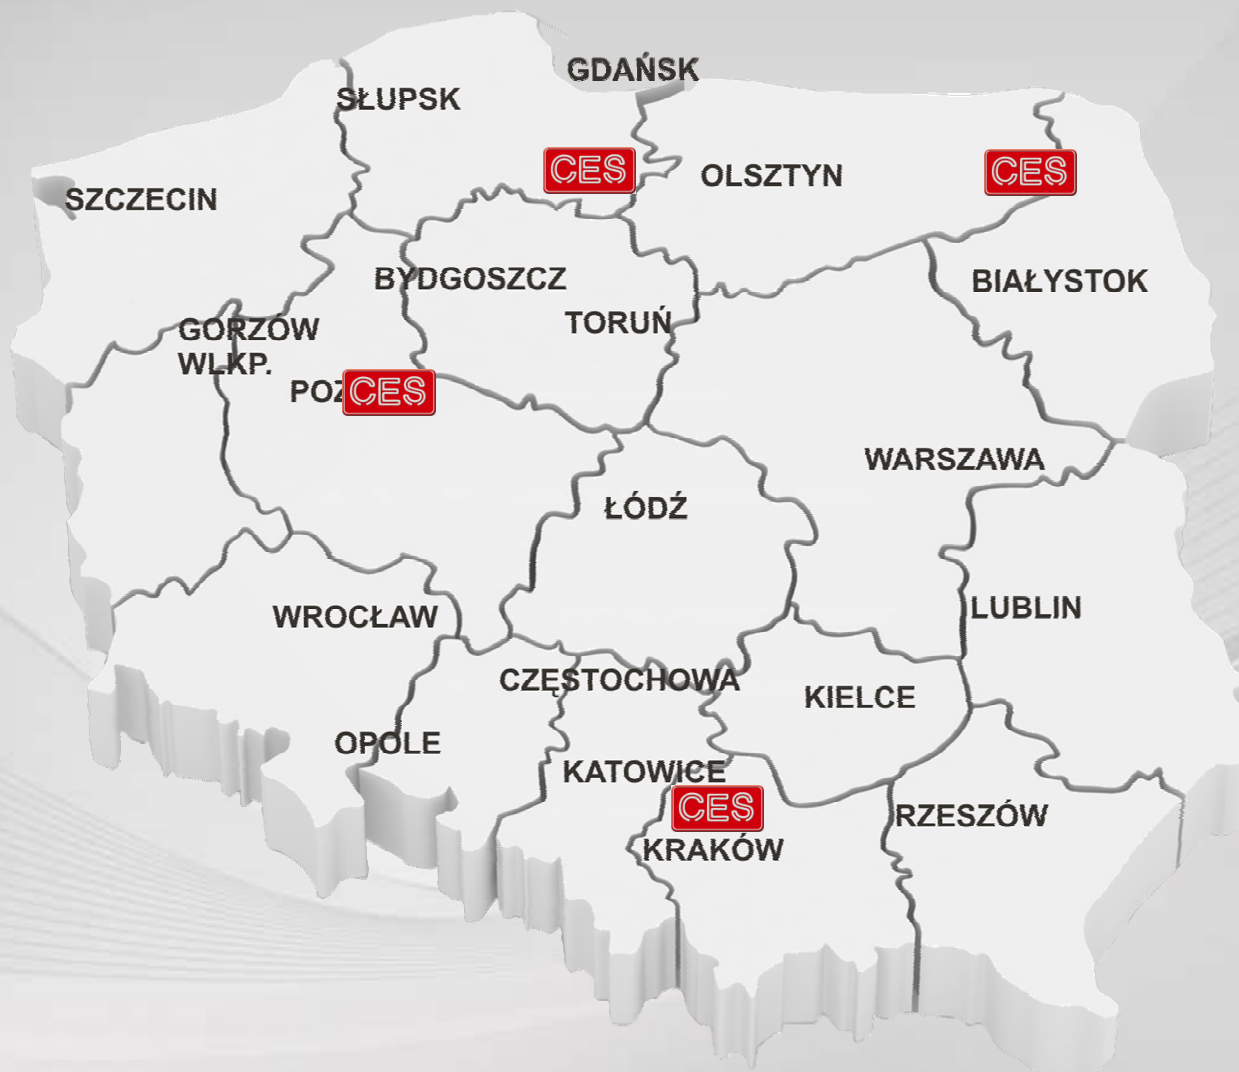 GDAŃSK
SŁUPSK
CES
CES
OLSZTYN
SZCZECIN
BYDGOSZCZ
BIAŁYSTOK
TORUŃ
GORZÓW
WLKP.
CES
WARSZAWA
ŁÓDŹ
LUBLIN
WROCŁAW
CZĘSTOCHOWA
KIELCE
OPOLE
KATOWICE
CES
RZESZÓW
KRAKÓW